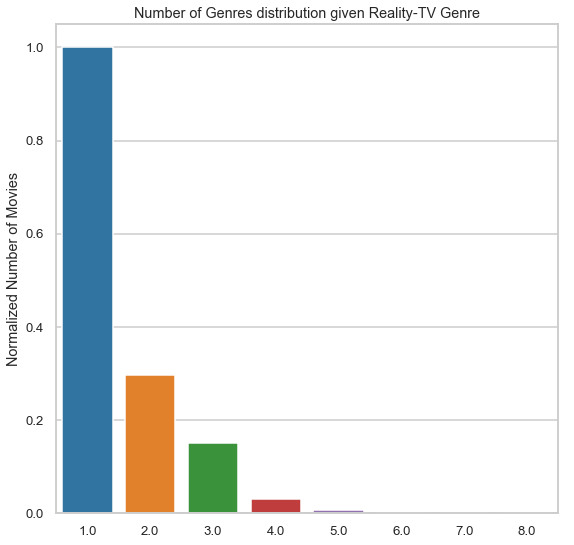 Number of Genres distribution given Reality-TV Genre
Normalized Number of Movies
1.0
0.8
0.6
0.4
0.2
0.0
1.0 2.0 3.0 4.0 5.0 6.0 7.0 8.0